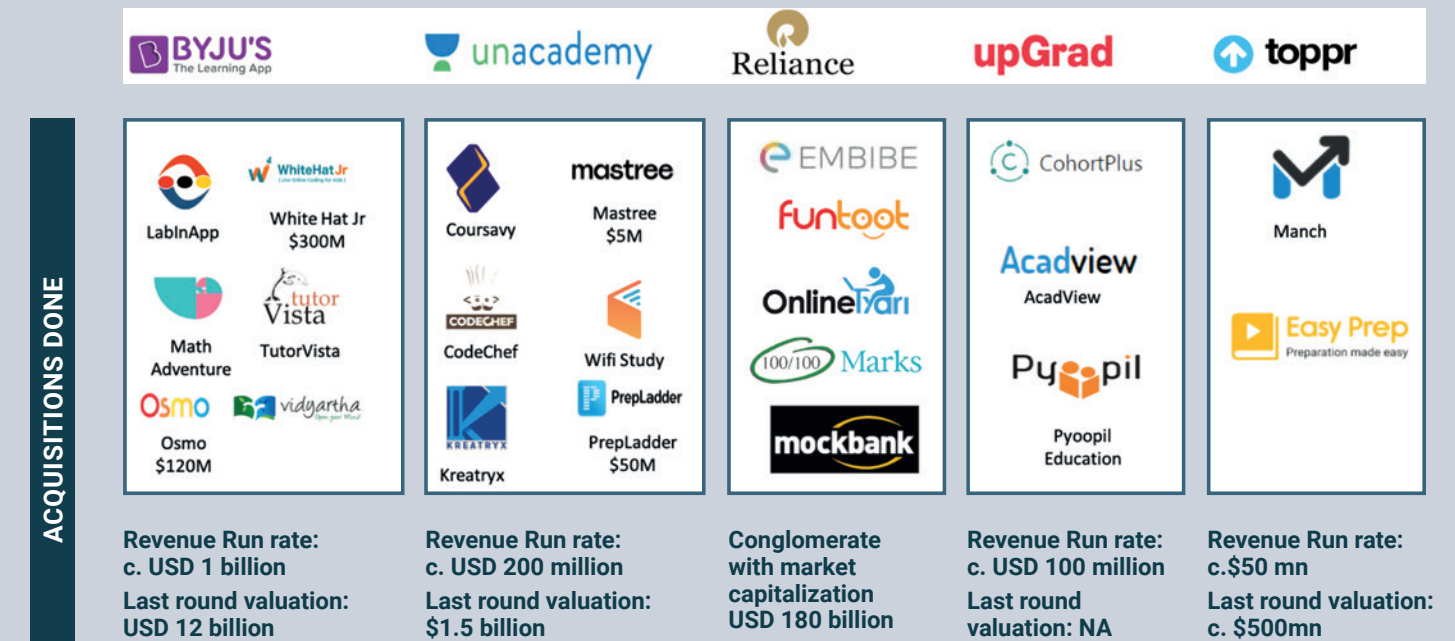 BYJU'S
The Learning App
unacademy
Reliance
upGrad
toppr
ACQUISITIONS DONE
WhiteHat Jr
LabInApp
White Hat Jr
$300M
tutor
Vista
Math
Adventure
TutorVista
Osmo
vidyartha
Osmo
$120M
mastree
Coursavy
Mastree
$5M
CODECHEF
CodeChef
Wifi Study
KREATRYX
PrepLadder
Kreatryx
PrepLadder
$50M
EMBIBE
funtoot
OnlineTyari
100/100 Marks
mockbank
C CohortPlus
Acadview
AcadView
Pyoopil
Pyoopil
Education
Manch
Easy Prep
Preparation made easy
Revenue Run rate:
c. USD 1 billion
Last round valuation:
USD 12 billion
Revenue Run rate:
c. USD 200 million
Last round valuation:
$1.5 billion
Conglomerate
with market
capitalization
USD 180 billion
Revenue Run rate:
c. USD 100 million
Last round
valuation: NA
Revenue Run rate:
c.$50 mn
Last round valuation:
c. $500mn